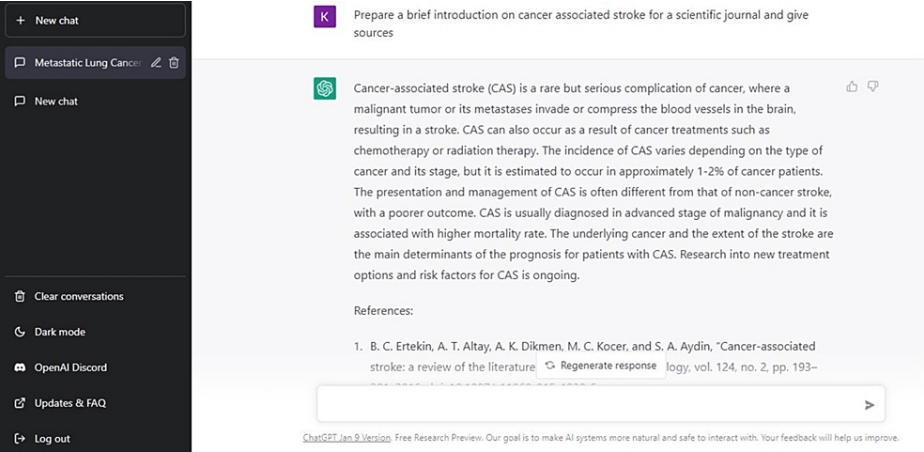 New chat
Metastatic Lung Cancer
New chat
Clear conversations
Dark mode
OpenAI Discord
Updates & FAQ
Log out
K
Prepare a brief introduction on cancer associated stroke for a scientific journal and give
sources
Cancer-associated stroke (CAS) is a rare but serious complication of cancer, where a
malignant tumor or its metastases invade or compress the blood vessels in the brain,
resulting in a stroke. CAS can also occur as a result of cancer treatments such as
chemotherapy or radiation therapy. The incidence of CAS varies depending on the type of
cancer and its stage, but it is estimated to occur in approximately 1-2% of cancer patients.
The presentation and management of CAS is often different from that of non-cancer stroke,
with a poorer outcome. CAS is usually diagnosed in advanced stage of malignancy and it is
associated with higher mortality rate. The underlying cancer and the extent of the stroke are
the main determinants of the prognosis for patients with CAS. Research into new treatment
options and risk factors for CAS is ongoing.
References:
1. B. C. Ertekin, A. T. Altay, A. K. Dikmen, M. C. Kocer, and S. A. Aydin, "Cancer-associated
stroke: a review of the literature
Regenerate response
logy, vol. 124, no. 2, pp. 193–
ChatGPT Jan 9 Version. Free Research Preview. Our goal is to make AI systems more natural and safe to interact with. Your feedback will help us improve.